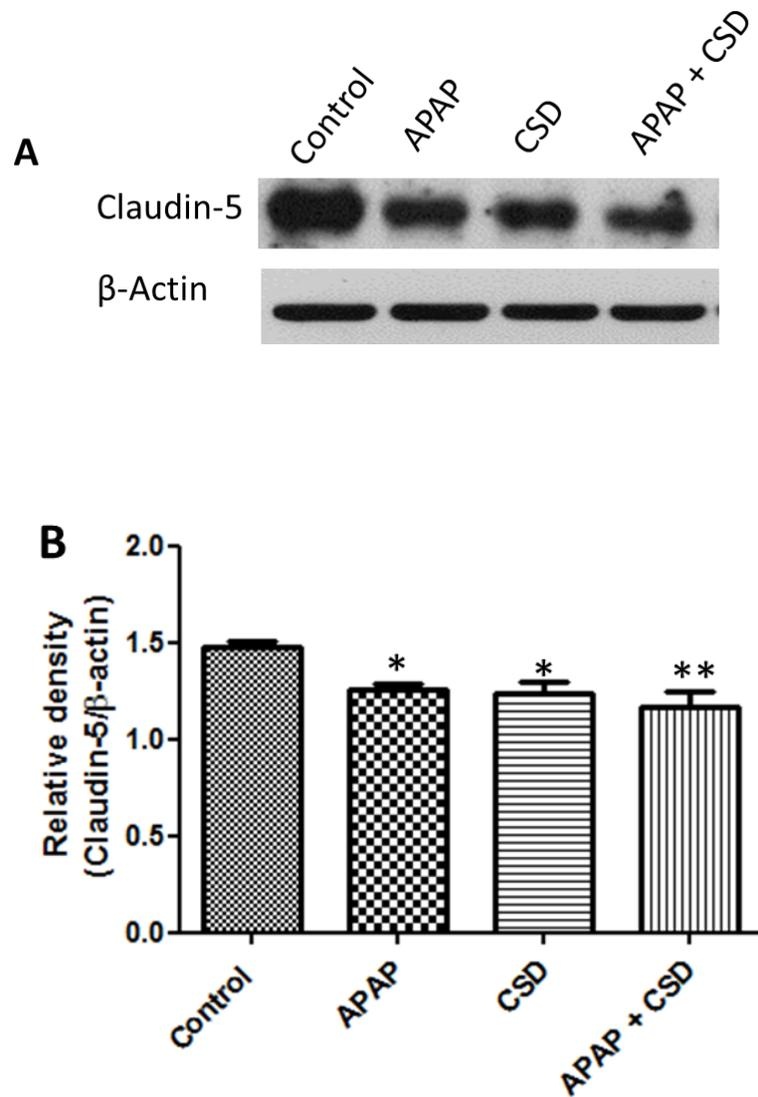 A
Control
APAP
CSD
APAP + CSD
Claudin-5
β-Actin
B
Relative density
(Claudin-5/β-actin)
2.0
1.5
1.0
0.5
0.0
*
*
**
Control
APAP
CSD
APAP + CSD